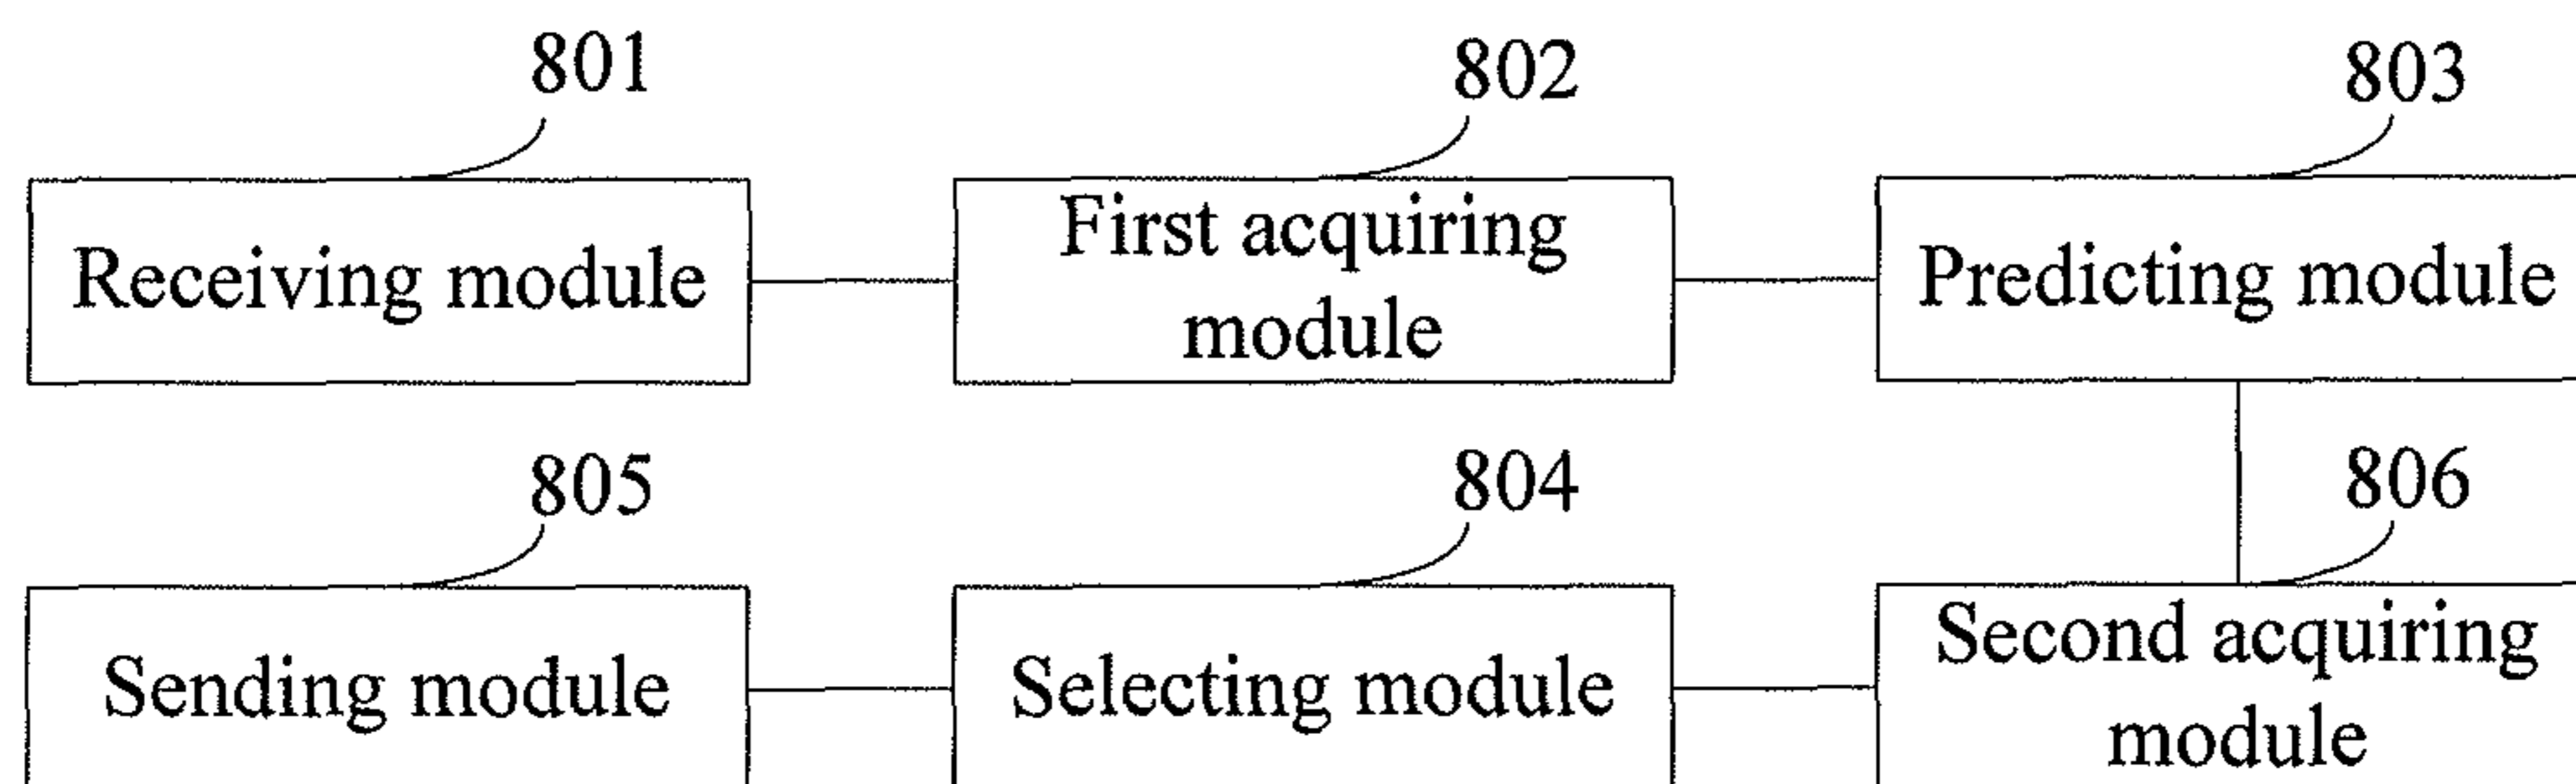 801
802
803
Receiving module
First acquiring
module
Predicting module
805
804
806
Sending module
Selecting module
Second acquiring
module